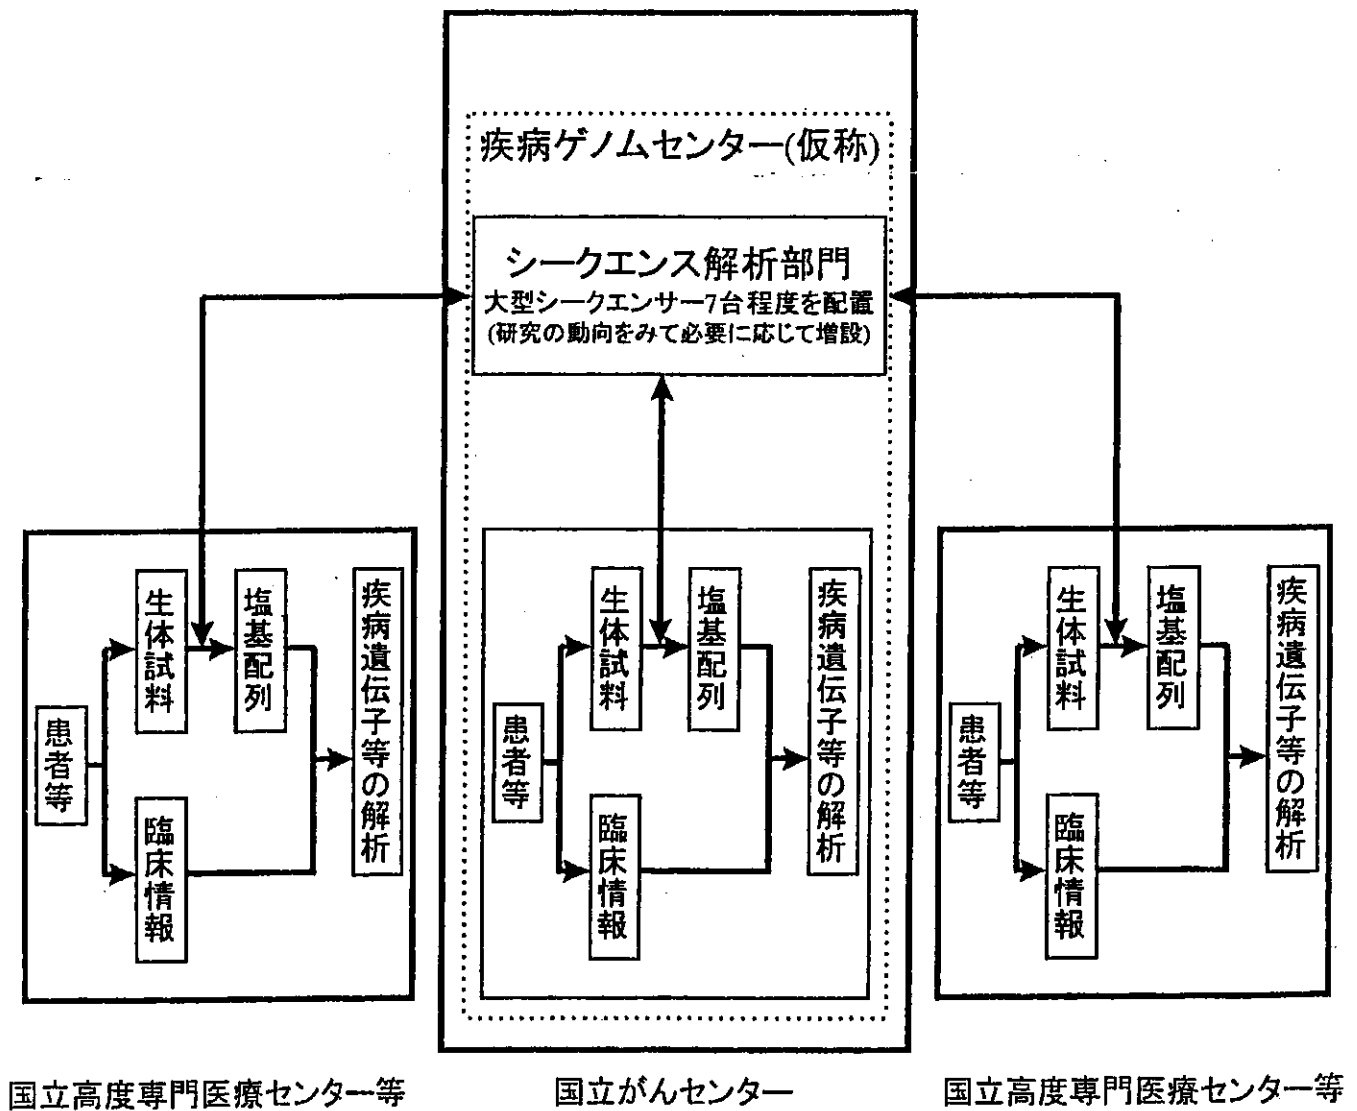 疾病ゲノムセンター(仮称)
シークエンス解析部門
大型シークエンサー7台程度を配置
(研究の動向をみて必要に応じて増設)
患者等
生体試料
塩基配列
臨床情報
疾病遺伝子等の解析
患者等
生体試料
塩基配列
臨床情報
疾病遺伝子等の解析
患者等
生体試料
塩基配列
臨床情報
疾病遺伝子等の解析
国立高度専門医療センター等
国立がんセンター
国立高度専門医療センター等